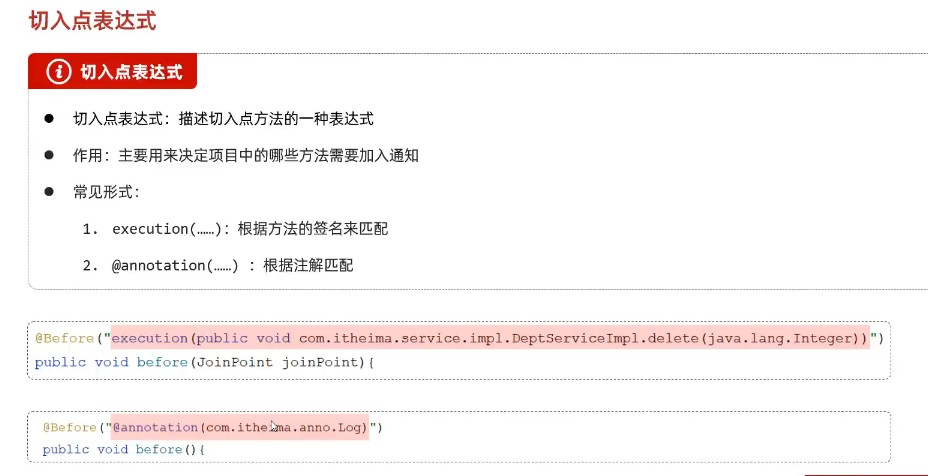 切入点表达式
切入点表达式
● 切入点表达式：描述切入点方法的一种表达式
● 作用：主要用来决定项目中的哪些方法需要加入通知
● 常见形式：
1. execution(……)：根据方法的签名来匹配
2. @annotation(……) ：根据注解匹配
@Before("execution(public void com.itheima.service.impl.DeptServiceImpl.delete(java.lang.Integer))")
public void before(JoinPoint joinPoint){
@Before("@annotation(com.itheima.anno.Log)")
public void before(){